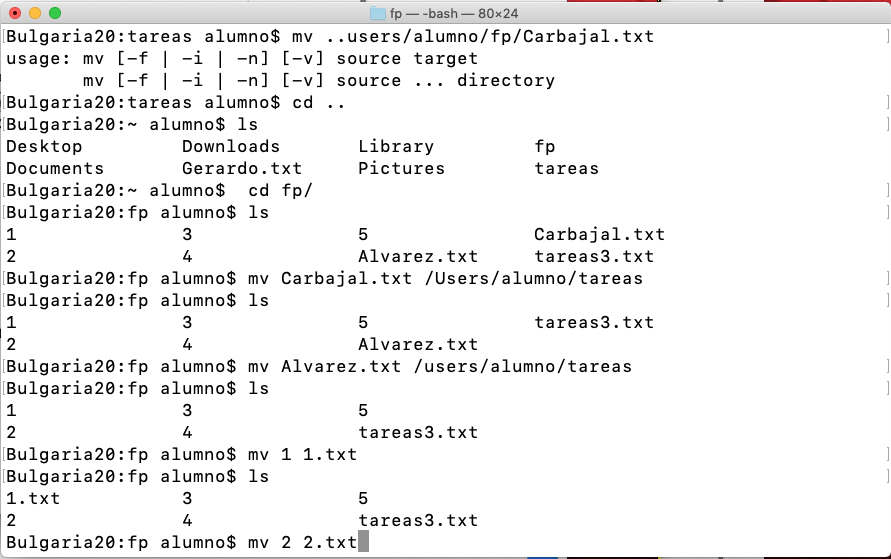 fp — -bash — 80×24
[Bulgaria20:tareas alumno$ mv ..users/alumno/fp/Carbajal.txt ]
usage: mv [-f | -i | -n] [-v] source target
       mv [-f | -i | -n] [-v] source ... directory
[Bulgaria20:tareas alumno$ cd .. ]
[Bulgaria20:~ alumno$ ls ]
Desktop         Downloads       Library         fp
Documents       Gerardo.txt     Pictures        tareas
[Bulgaria20:~ alumno$  cd fp/ ]
[Bulgaria20:fp alumno$ ls ]
1               3               5               Carbajal.txt
2               4               Alvarez.txt     tareas3.txt
[Bulgaria20:fp alumno$ mv Carbajal.txt /Users/alumno/tareas ]
[Bulgaria20:fp alumno$ ls ]
1               3               5               tareas3.txt
2               4               Alvarez.txt
[Bulgaria20:fp alumno$ mv Alvarez.txt /users/alumno/tareas ]
[Bulgaria20:fp alumno$ ls ]
1               3               5
2               4               tareas3.txt
[Bulgaria20:fp alumno$ mv 1 1.txt ]
[Bulgaria20:fp alumno$ ls ]
1.txt           3               5
2               4               tareas3.txt
Bulgaria20:fp alumno$ mv 2 2.txt